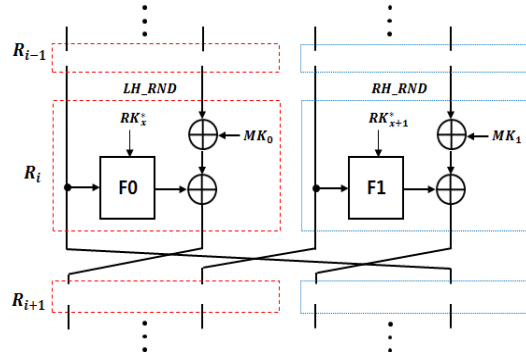 R_{i-1}
LH_RND
RH_RND
RK*_x
MK_0
RK*_{x+1}
MK_1
R_i
F0
F1
R_{i+1}